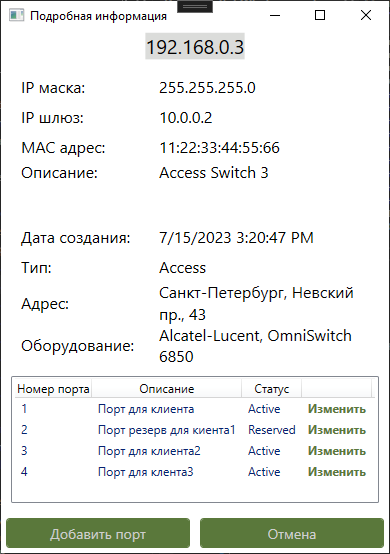 Подробная информация
192.168.0.3
IP маска: 255.255.255.0
IP шлюз: 10.0.0.2
MAC адрес: 11:22:33:44:55:66
Описание: Access Switch 3
Дата создания: 7/15/2023 3:20:47 PM
Тип: Access
Адрес: Санкт-Петербург, Невский
пр., 43
Оборудование: Alcatel-Lucent, OmniSwitch
6850
Номер порта Описание Статус
1 Порт для клиента Active Изменить
2 Порт резерв для киента1 Reserved Изменить
3 Порт для клиента2 Active Изменить
4 Порт для клента3 Active Изменить
Добавить порт Отмена